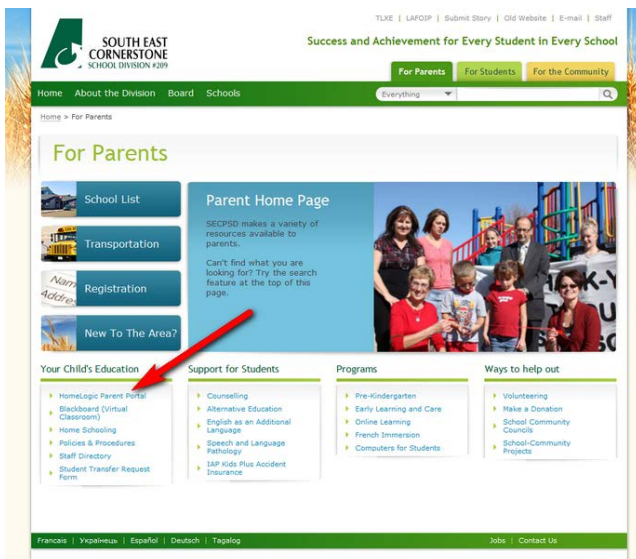 TLXE | LAFOIP | Submit Story | Old Website | E-mail | Staff
SOUTH EAST
CORNERSTONE
SCHOOL DIVISION #209
Success and Achievement for Every Student in Every School
For Parents For Students For the Community
Home About the Division Board Schools Everything
Home > For Parents
For Parents
School List
Transportation
Registration
New To The Area?
Parent Home Page
SECPSD makes a variety of
resources available to
parents.
Can't find what you are
looking for? Try the search
feature at the top of this
page.
Your Child's Education
HomeLogic Parent Portal
Blackboard (Virtual
Classroom)
Home Schooling
Policies & Procedures
Staff Directory
Student Transfer Request
Form
Support for Students
Counselling
Alternative Education
English as an Additional
Language
Speech and Language
Pathology
IAP Kids Plus Accident
Insurance
Programs
Pre-Kindergarten
Early Learning and Care
Online Learning
French Immersion
Computers for Students
Ways to help out
Volunteering
Make a Donation
School Community
Councils
School-Community
Projects
Francais | Українець | Español | Deutsch | Tagalog
Jobs | Contact Us